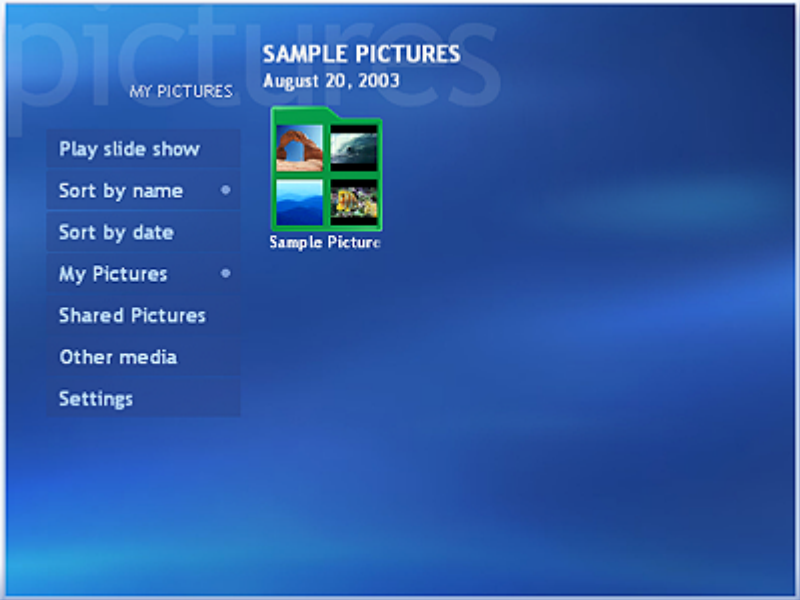 pictures
SAMPLE PICTURES
August 20, 2003
MY PICTURES
Play slide show
Sort by name
Sort by date
My Pictures
Shared Pictures
Other media
Settings
Sample Picture